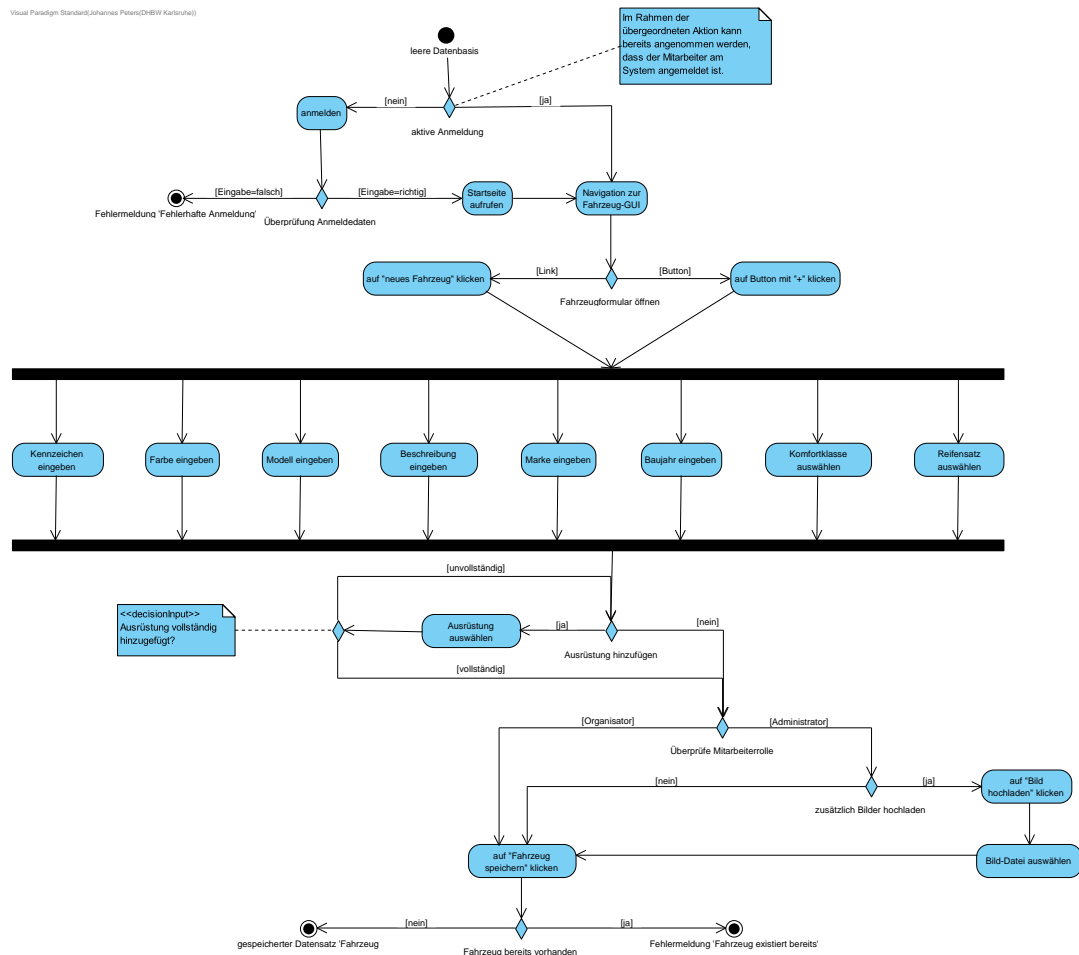 Visual Paradigm Standard(Johannes Peters(DHBW Karlsruhe))
Im Rahmen der
übergeordneten Aktion kann
bereits angenommen werden,
dass der Mitarbeiter am
System angemeldet ist.
leere Datenbasis
[nein]
[ja]
anmelden
aktive Anmeldung
[Eingabe=falsch]
[Eingabe=richtig]
Startseite
aufrufen
Navigation zur
Fahrzeug-GUI
Fehlermeldung 'Fehlerhafte Anmeldung'
Überprüfung Anmeldedaten
[Link]
[Button]
auf "neues Fahrzeug" klicken
auf Button mit "+" klicken
Fahrzeugformular öffnen
Kennzeichen
eingeben
Farbe eingeben
Modell eingeben
Beschreibung
eingeben
Marke eingeben
Baujahr eingeben
Komfortklasse
auswählen
Reifensatz
auswählen
[unvollständig]
<<decisionInput>>
Ausrüstung vollständig
hinzugefügt?
Ausrüstung
auswählen
[ja]
[nein]
Ausrüstung hinzufügen
[vollständig]
[Organisator]
[Administrator]
Überprüfe Mitarbeiterrolle
[nein]
[ja]
auf "Bild
hochladen" klicken
zusätzlich Bilder hochladen
auf "Fahrzeug
speichern" klicken
Bild-Datei auswählen
[nein]
[ja]
gespeicherter Datensatz 'Fahrzeug
Fahrzeug bereits vorhanden
Fehlermeldung 'Fahrzeug existiert bereits'